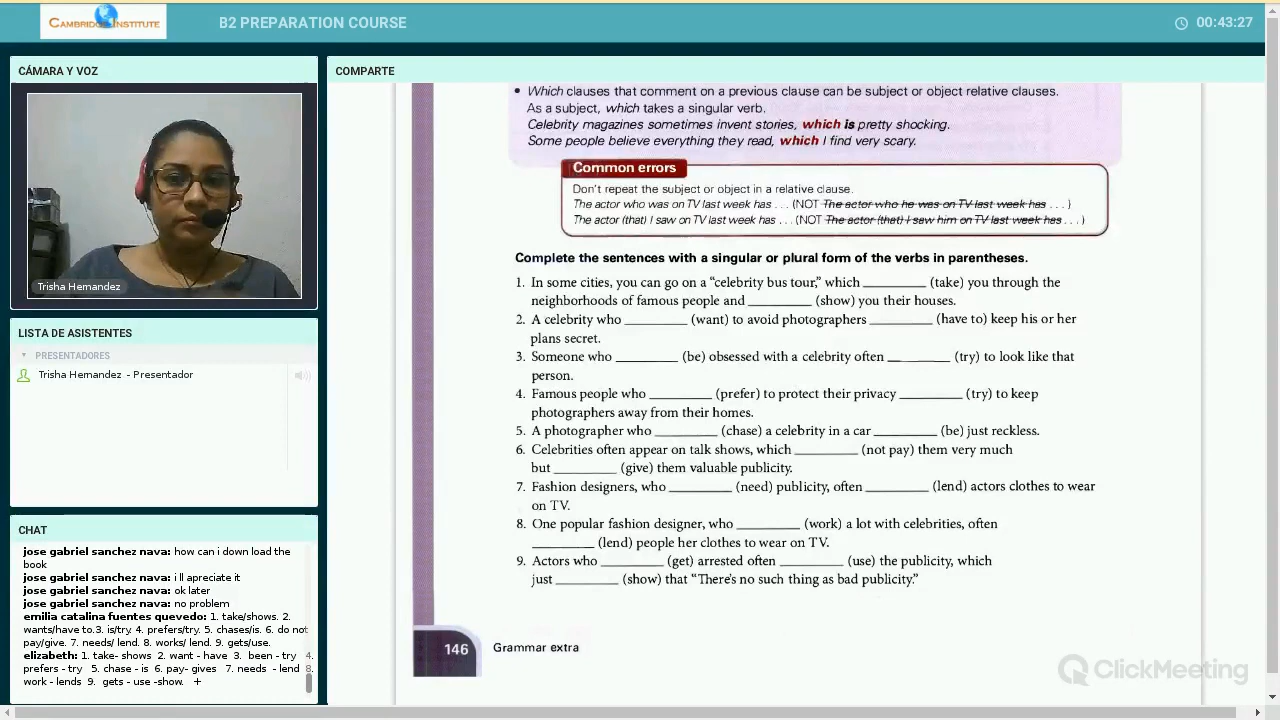 CAMBRIDGE INSTITUTE
B2 PREPARATION COURSE
00:43:27
CÁMARA Y VOZ
Trisha Hernandez
LISTA DE ASISTENTES
PRESENTADORES
Trisha Hernandez - Presentador
CHAT
jose gabriel sanchez nava: how can i down load the
book
jose gabriel sanchez nava: i ll apreciate it
jose gabriel sanchez nava: ok later
jose gabriel sanchez nava: no problem
emilia catalina fuentes quevedo: 1. take/shows. 2.
wants/have to.3. is/try. 4. prefers/try. 5. chases/is. 6. do not
pay/give. 7. needs/ lend. 8. works/ lend. 9. gets/use.
elizabeth: 1. take- shows 2. want - have 3. been - try 4.
prefers - try 5. chase - is 6. pay- gives 7. needs - lend 8.
work - lends 9. gets - use -show. +
COMPARTE
• Which clauses that comment on a previous clause can be subject or object relative clauses.
As a subject, which takes a singular verb.
Celebrity magazines sometimes invent stories, which is pretty shocking.
Some people believe everything they read, which I find very scary.
Common errors
Don't repeat the subject or object in a relative clause.
The actor who was on TV last week has . . . (NOT The actor who he was on TV last week has . . . )
The actor (that) I saw on TV last week has . . . (NOT The actor (that) I saw him on TV last week has . . . )
Complete the sentences with a singular or plural form of the verbs in parentheses.
1. In some cities, you can go on a “celebrity bus tour,” which ________ (take) you through the
neighborhoods of famous people and ________ (show) you their houses.
2. A celebrity who ________ (want) to avoid photographers ________ (have to) keep his or her
plans secret.
3. Someone who ________ (be) obsessed with a celebrity often ________ (try) to look like that
person.
4. Famous people who ________ (prefer) to protect their privacy ________ (try) to keep
photographers away from their homes.
5. A photographer who ________ (chase) a celebrity in a car ________ (be) just reckless.
6. Celebrities often appear on talk shows, which ________ (not pay) them very much
but ________ (give) them valuable publicity.
7. Fashion designers, who ________ (need) publicity, often ________ (lend) actors clothes to wear
on TV.
8. One popular fashion designer, who ________ (work) a lot with celebrities, often
________ (lend) people her clothes to wear on TV.
9. Actors who ________ (get) arrested often ________ (use) the publicity, which
just ________ (show) that “There's no such thing as bad publicity.”
146 Grammar extra
ClickMeeting